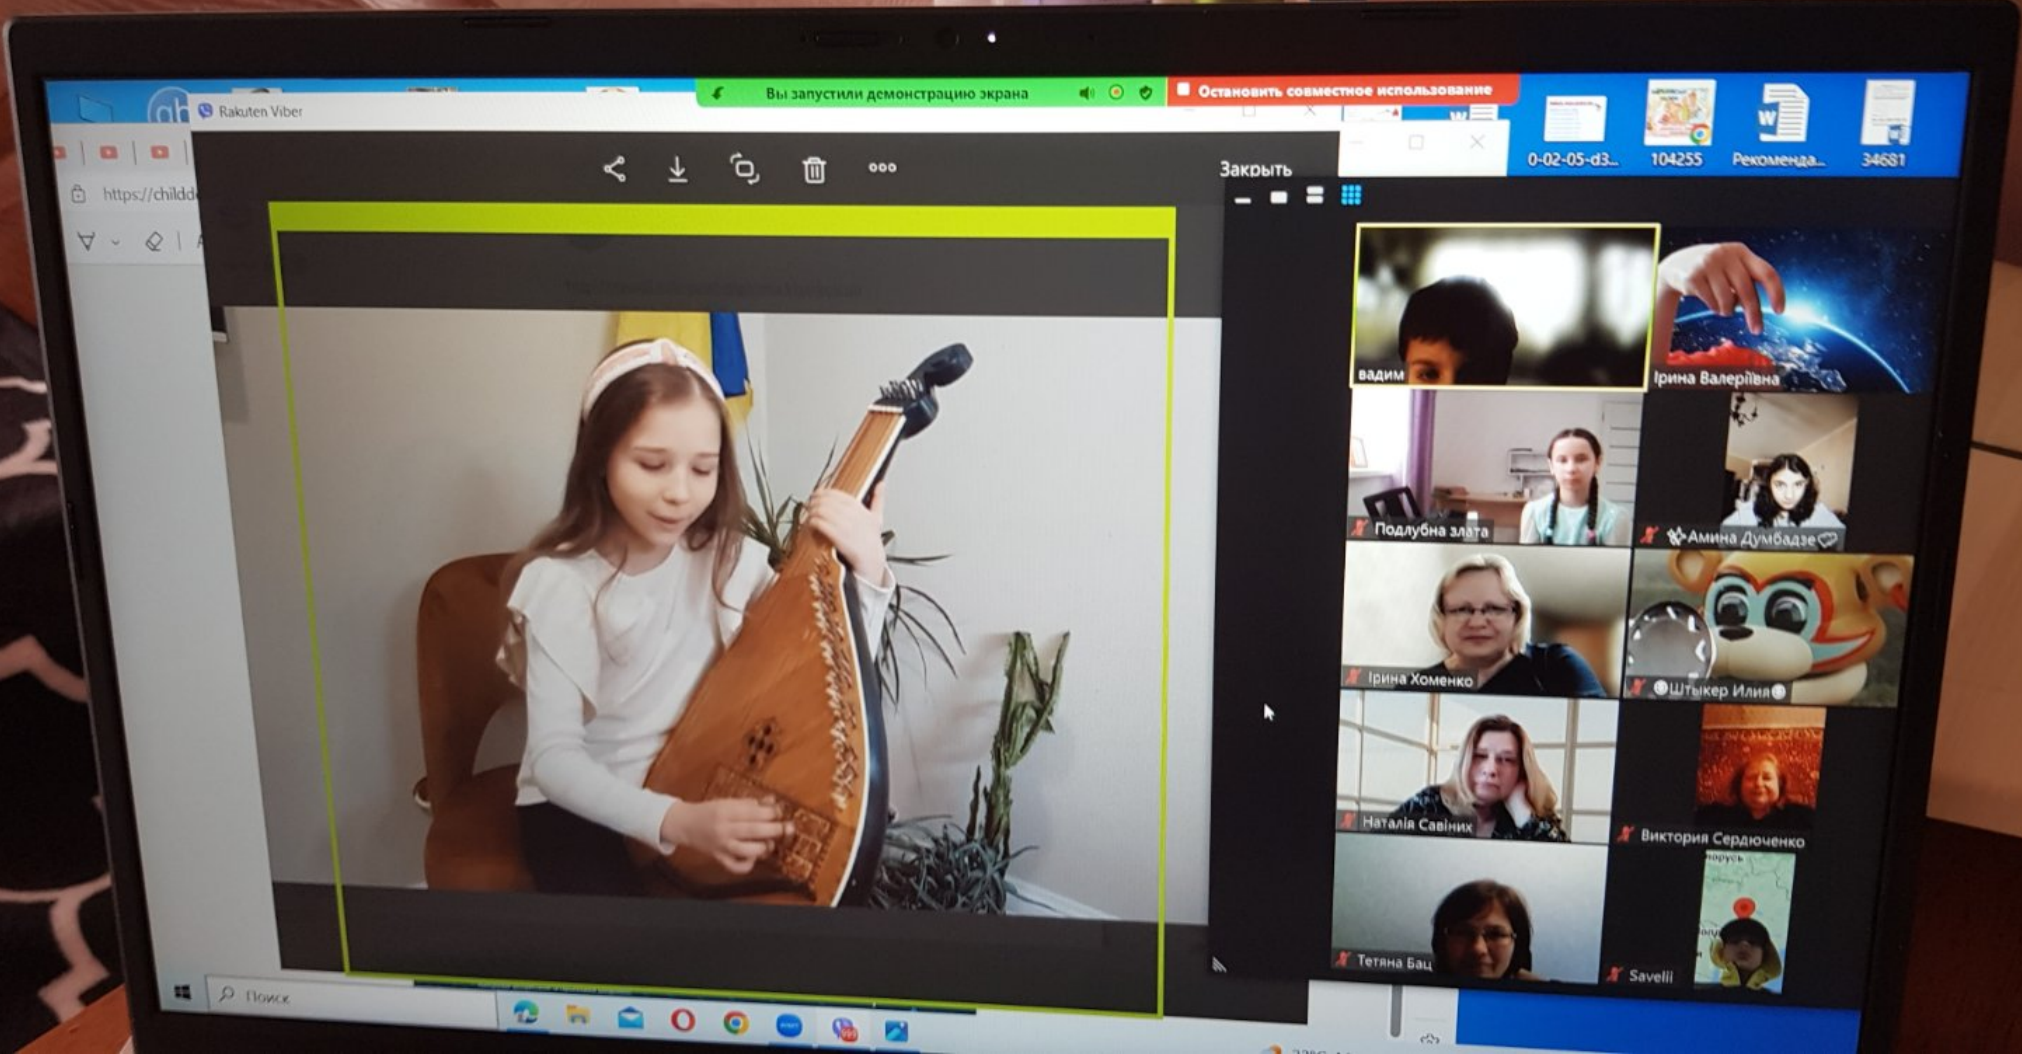 Rakuten Viber
Вы запустили демонстрацию экрана
Остановить совместное использование
https://childd
Закрыть
0-02-05-d3...
104255
Рекоменда...
34681
вадим
Ірина Валеріївна
Подлубна злата
Амина Думбадзе
Ірина Хоменко
Штыкер Илия
Наталія Савіних
Виктория Сердюченко
Тетяна Бац
Savelii
Поиск